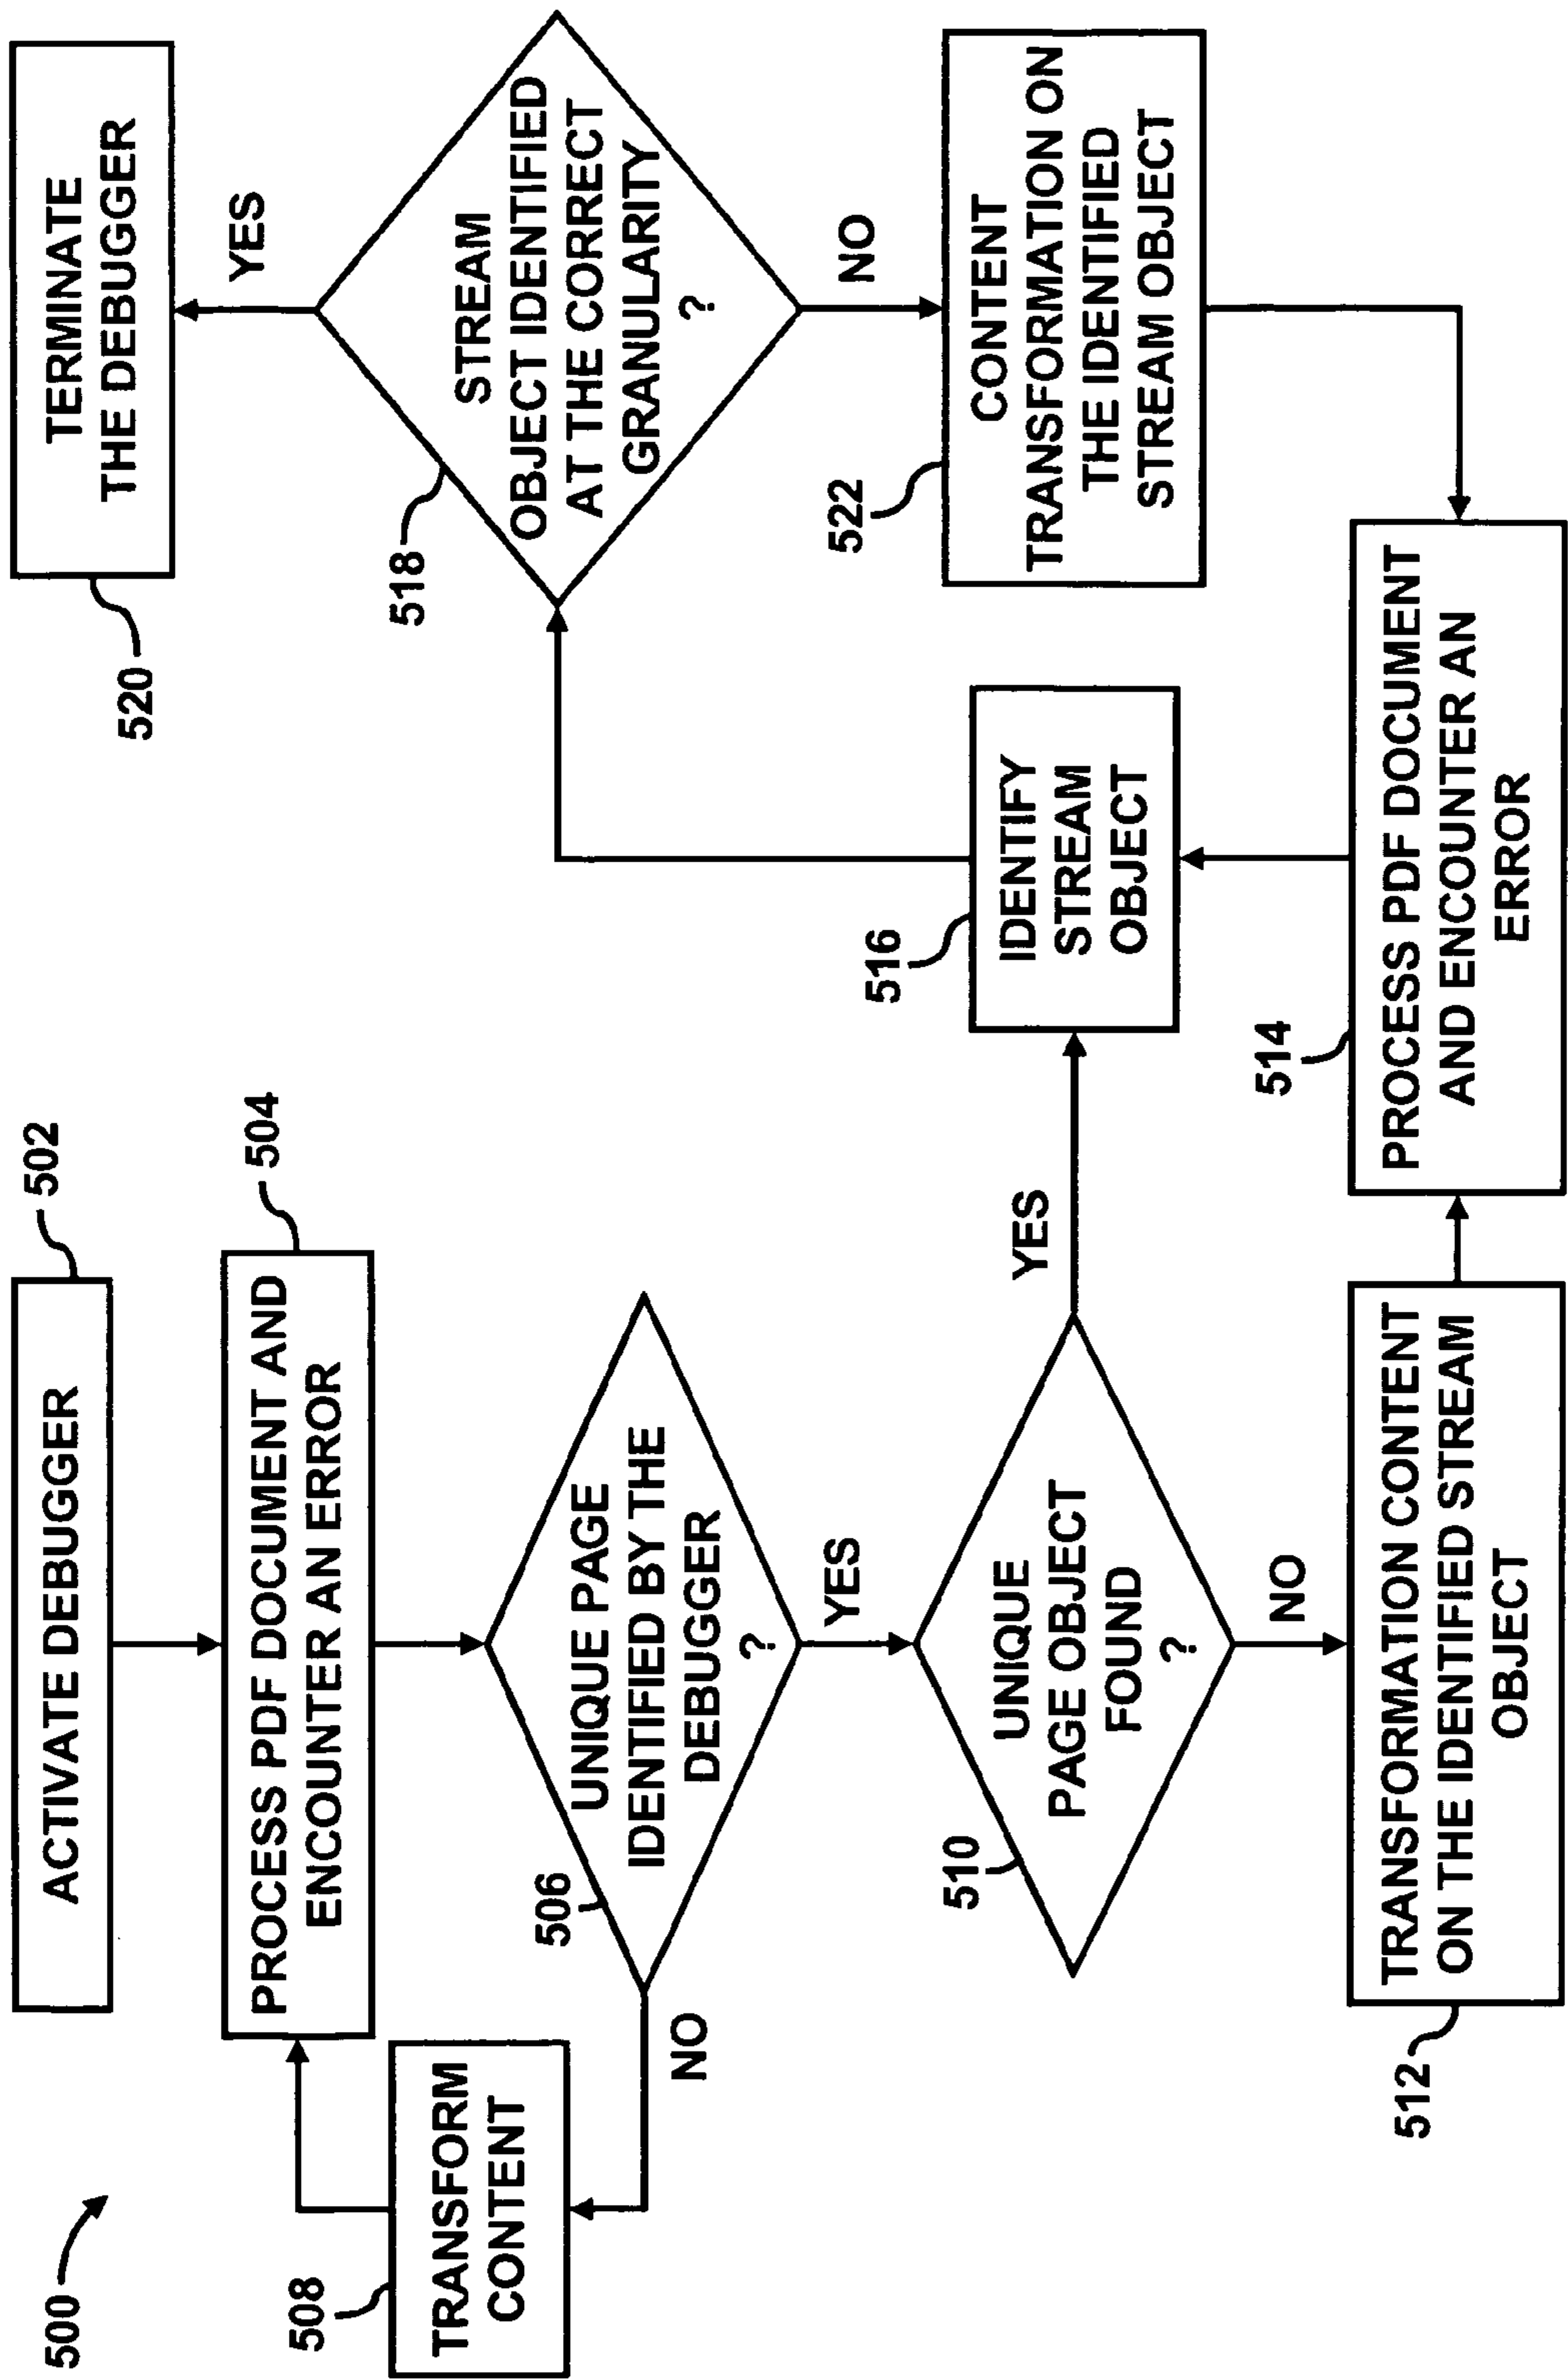 500
ACTIVATE DEBUGGER
502
PROCESS PDF DOCUMENT AND
ENCOUNTER AN ERROR
504
508
TRANSFORM
CONTENT
NO
506
UNIQUE PAGE
IDENTIFIED BY THE
DEBUGGER
?
YES
510
UNIQUE
PAGE OBJECT
FOUND
?
YES
NO
512
TRANSFORMATION CONTENT
ON THE IDENTIFIED STREAM
OBJECT
514
PROCESS PDF DOCUMENT
AND ENCOUNTER AN
ERROR
516
IDENTIFY
STREAM
OBJECT
518
STREAM
OBJECT IDENTIFIED
AT THE CORRECT
GRANULARITY
?
YES
520
TERMINATE
THE DEBUGGER
NO
522
CONTENT
TRANSFORMATION ON
THE IDENTIFIED
STREAM OBJECT